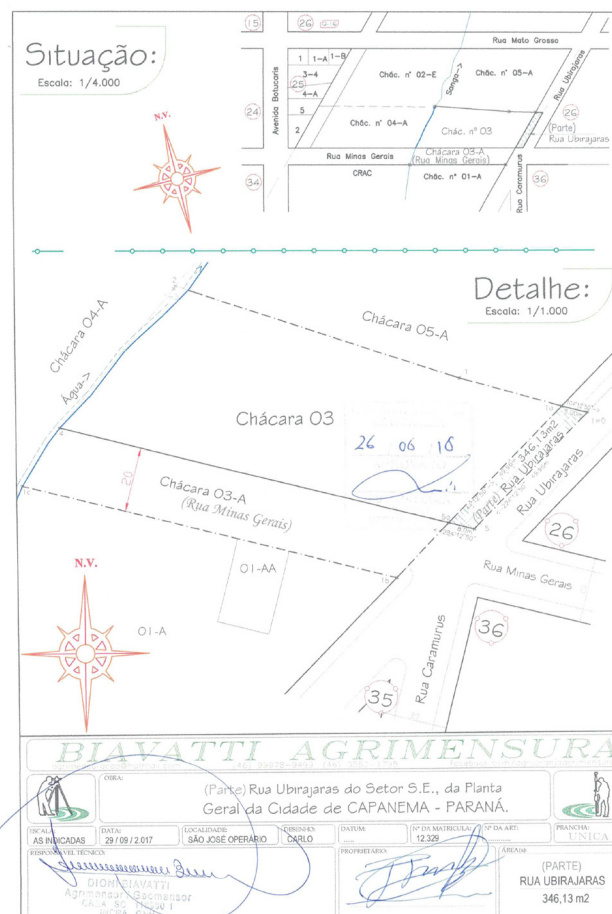 Situação:
Escala: 1/4.000
N.V.
15
26
Rua Mato Grosso
Avenida Botucaris
1
1-A
1-B
3-4
25
4-A
5
2
24
34
Chác. nº 02-E
Sanga->
Chác. nº 05-A
Rua Ubirajaras
26
(Parte)
Rua Ubirajaras
Chác. nº 04-A
Chác. nº 03
Chácara 03-A
(Rua Minas Gerais)
Rua Minas Gerais
CRAC
Chác. nº 01-A
Rua Caramurus
36
Detalhe:
Escala: 1/1.000
Chácara 04-A
Água->
Chácara 05-A
Chácara 03
26 06 18
346,13m2
(Parte) Rua Ubirajaras
Rua Ubirajaras
20
Chácara 03-A
(Rua Minas Gerais)
26
Rua Minas Gerais
N.V.
01-AA
01-A
36
35
Rua Caramurus
BIAVATTI AGRIMENSURA
OBRA:
(Parte) Rua Ubirajaras do Setor S.E., da Planta
Geral da Cidade de CAPANEMA - PARANÁ.
ESCALA:
AS INDICADAS
DATA:
29 / 09 / 2.017
LOCALIDADE:
SÃO JOSÉ OPERÁRIO
DESENHO:
CARLO
DATUM:
Nº DA MATRICULA:
12.329
Nº DA ART:
PRANCHA:
ÚNICA
RESPONSÁVEL TÉCNICO:
DIONI BIAVATTI
Agrimensor / Geomensor
PROPRIETÁRIO:
ÁREA(S):
(PARTE)
RUA UBIRAJARAS
346,13 m2